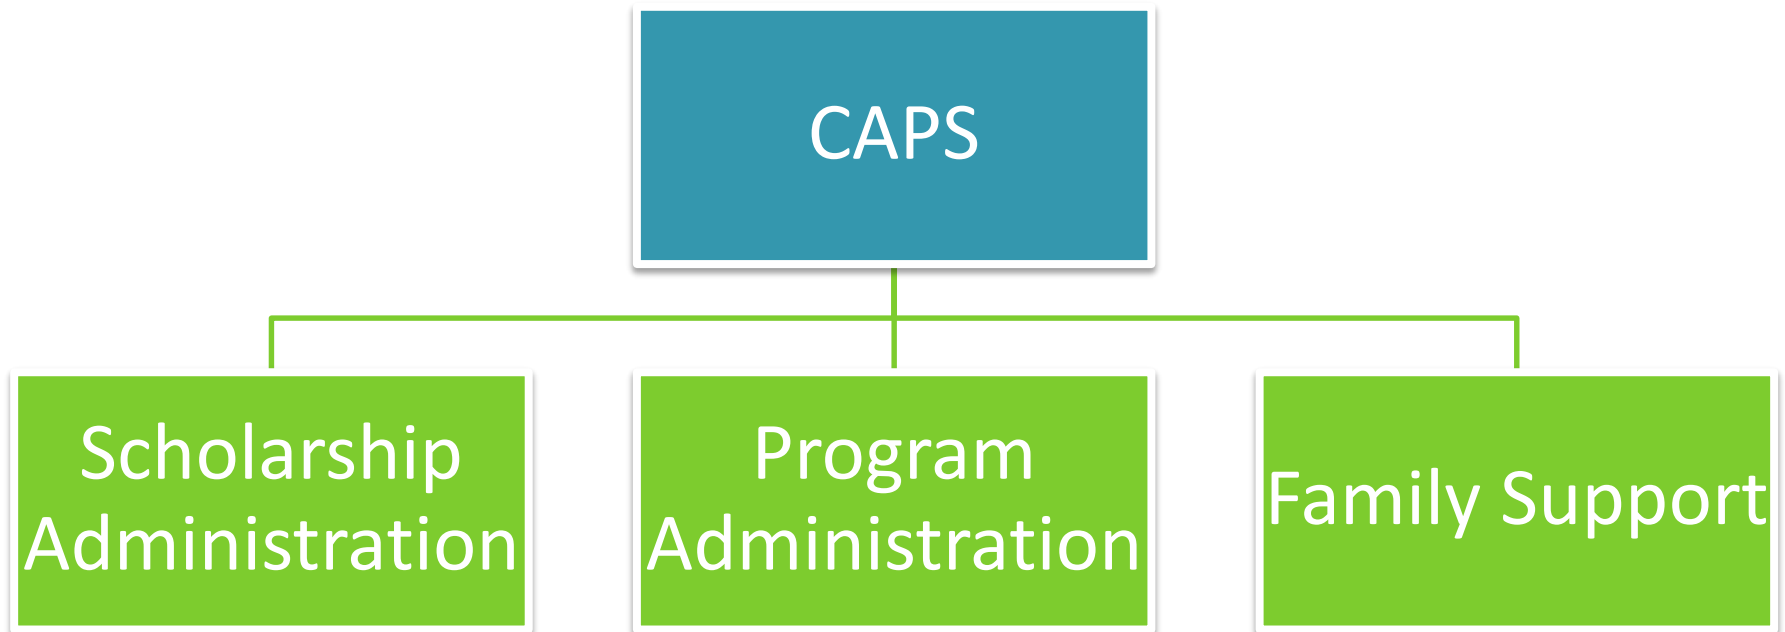 CAPS
Scholarship
Administration
Program
Administration
Family Support